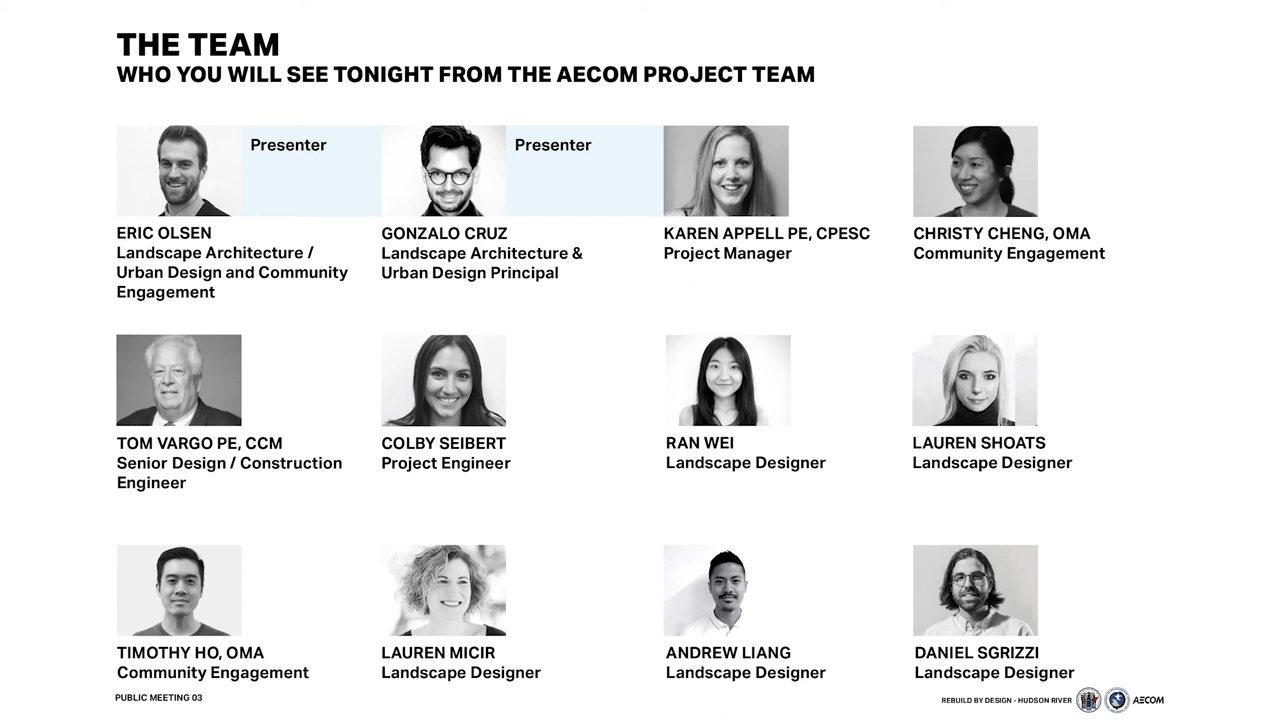 THE TEAM
WHO YOU WILL SEE TONIGHT FROM THE AECOM PROJECT TEAM
Presenter
ERIC OLSEN
Landscape Architecture /
Urban Design and Community
Engagement
Presenter
GONZALO CRUZ
Landscape Architecture &
Urban Design Principal
KAREN APPELL PE, CPESC
Project Manager
CHRISTY CHENG, OMA
Community Engagement
TOM VARGO PE, CCM
Senior Design / Construction
Engineer
COLBY SEIBERT
Project Engineer
RAN WEI
Landscape Designer
LAUREN SHOATS
Landscape Designer
TIMOTHY HO, OMA
Community Engagement
LAUREN MICIR
Landscape Designer
ANDREW LIANG
Landscape Designer
DANIEL SGRIZZI
Landscape Designer
PUBLIC MEETING 03
REBUILD BY DESIGN - HUDSON RIVER
AECOM